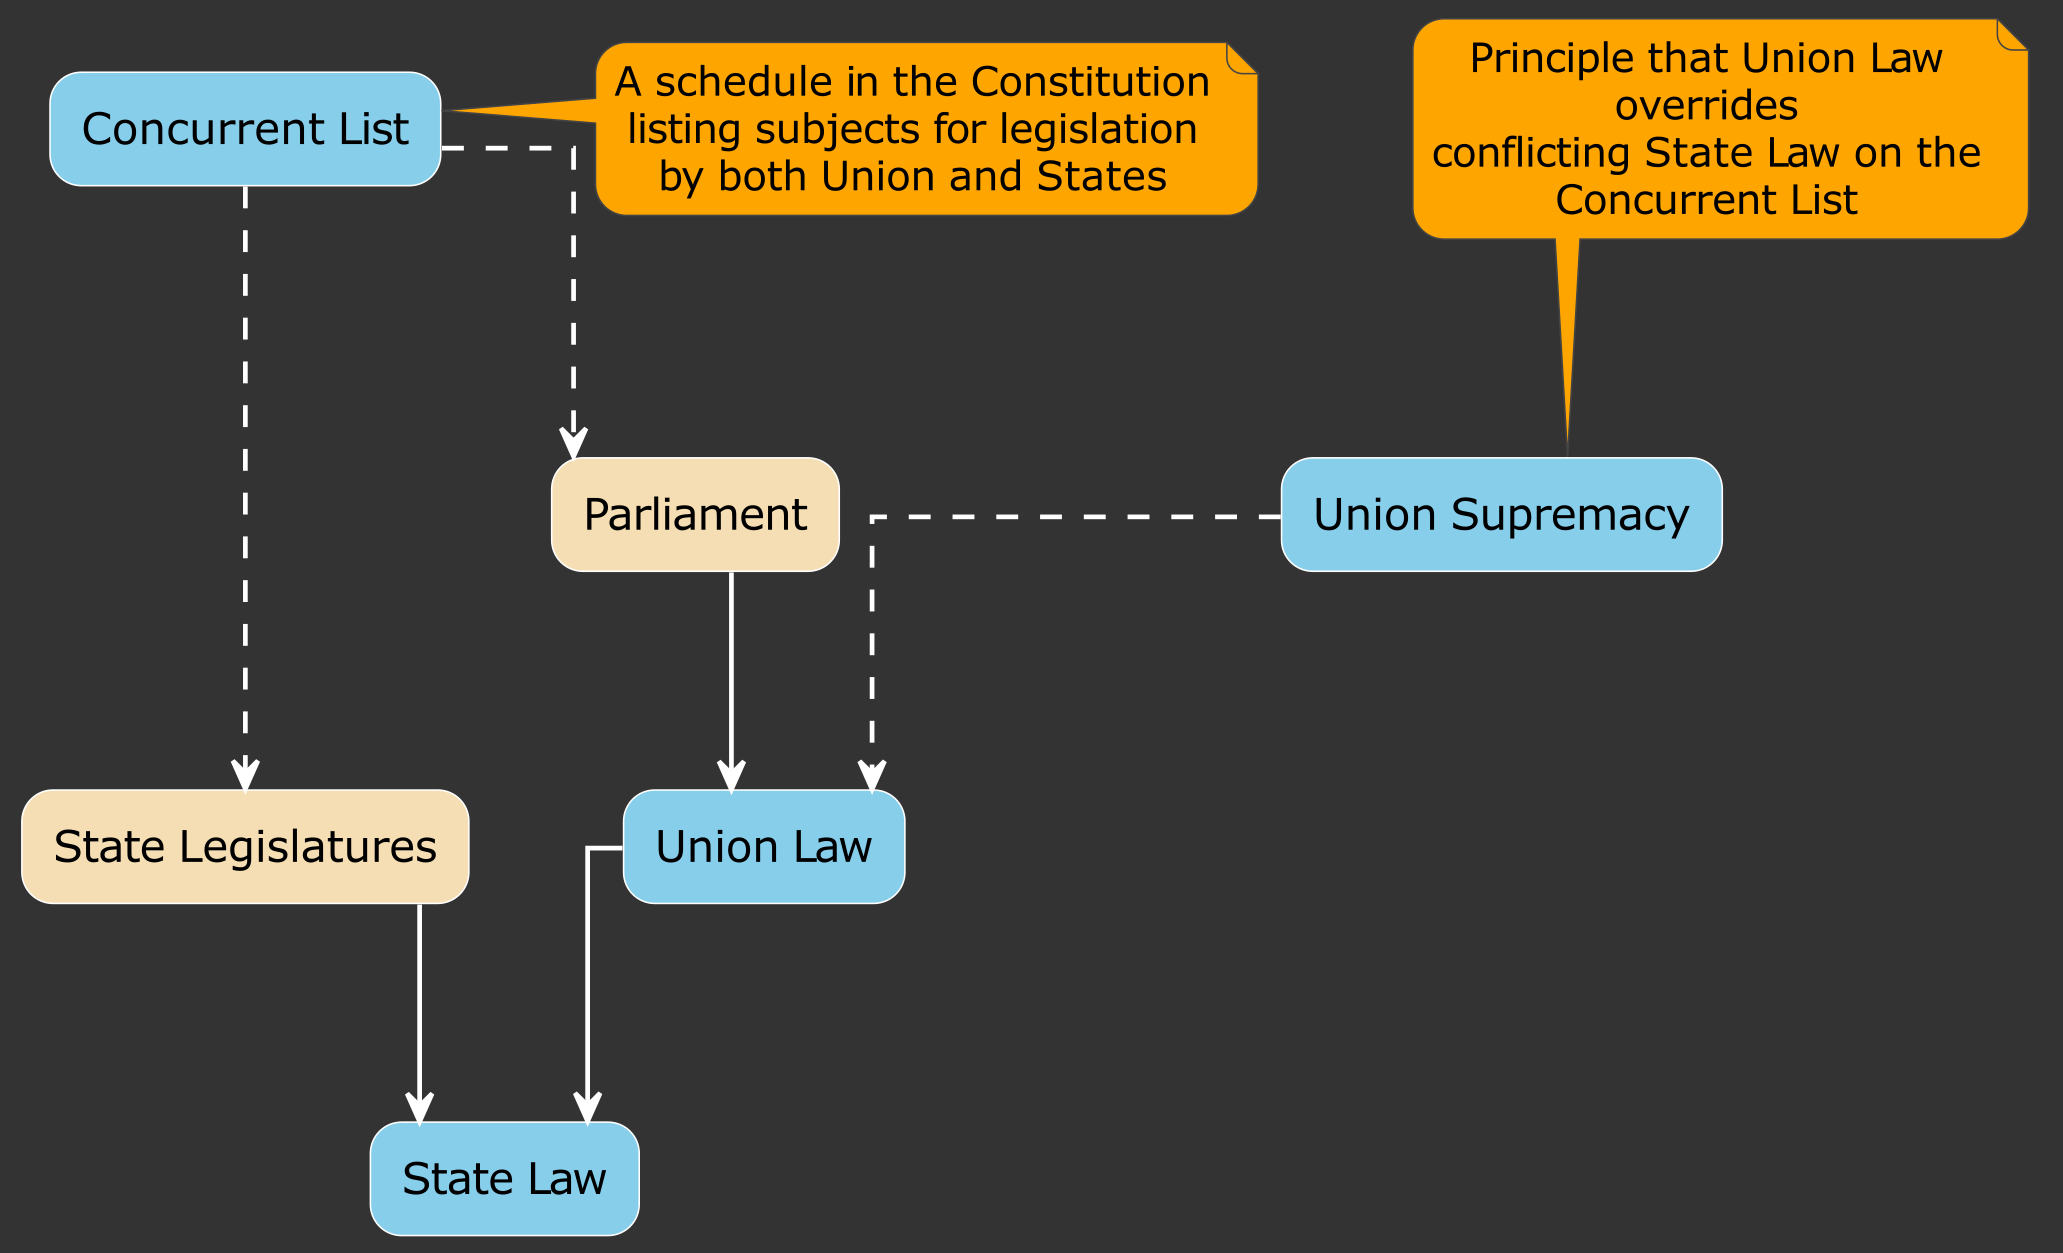 Concurrent List
A schedule in the Constitution
listing subjects for legislation
by both Union and States
Principle that Union Law
overrides
conflicting State Law on the
Concurrent List
Parliament
Union Supremacy
State Legislatures
Union Law
State Law